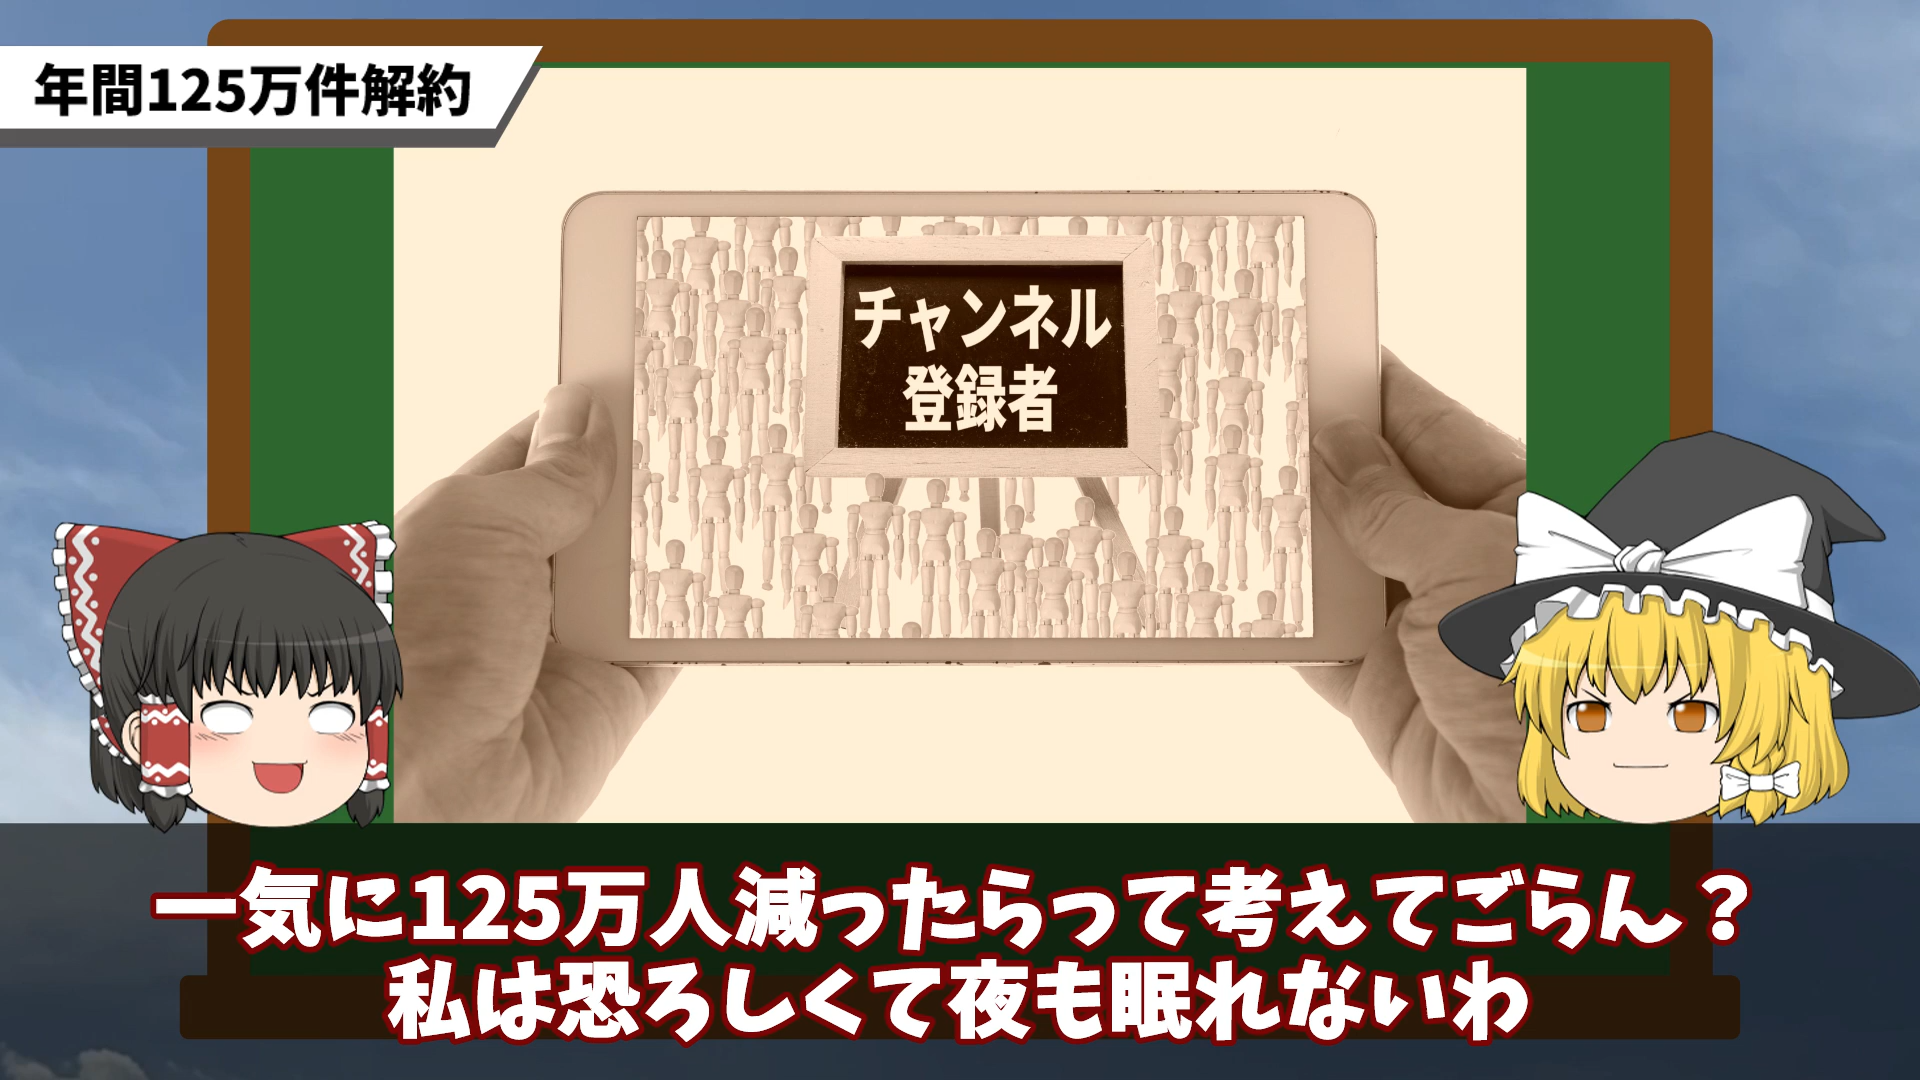 年間125万件解約
チャンネル
登録者
一気に125万人減ったらって考えてごらん？
私は恐ろしくて夜も眠れないわ